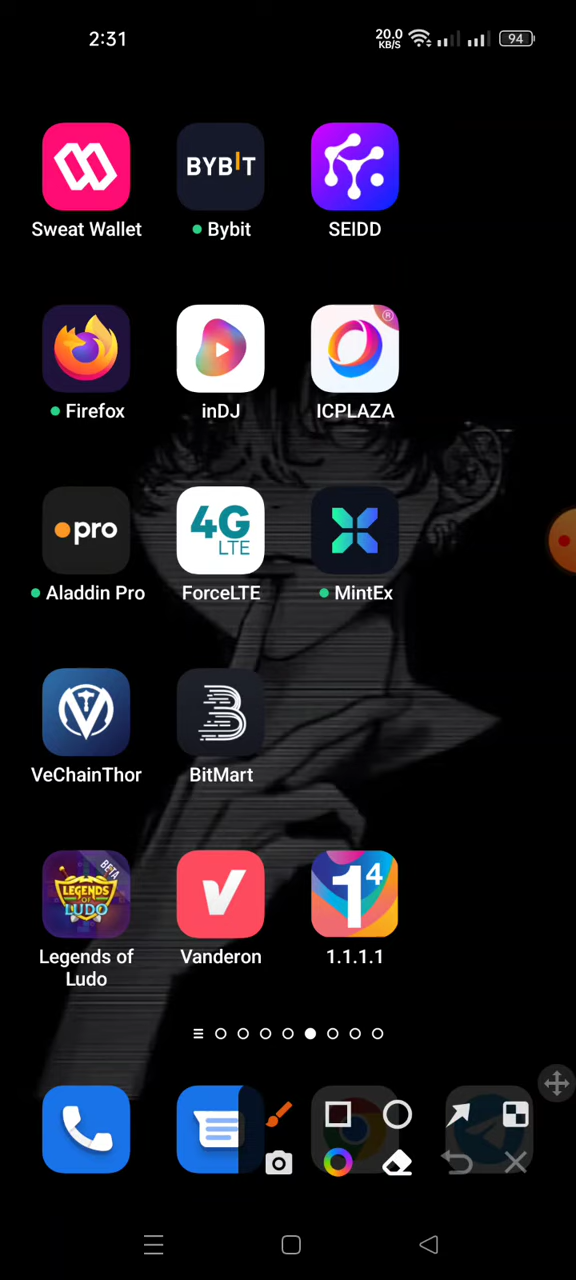 2:31
20.0
KB/S
94
BYBIT
Sweat Wallet
Bybit
SEIDD
R
Firefox
inDJ
ICPLAZA
pro
4G
LTE
Aladdin Pro
ForceLTE
MintEx
VeChainThor
BitMart
BETA
LEGENDS
OF
LUDO
1⁴
Legends of
Ludo
Vanderon
1.1.1.1